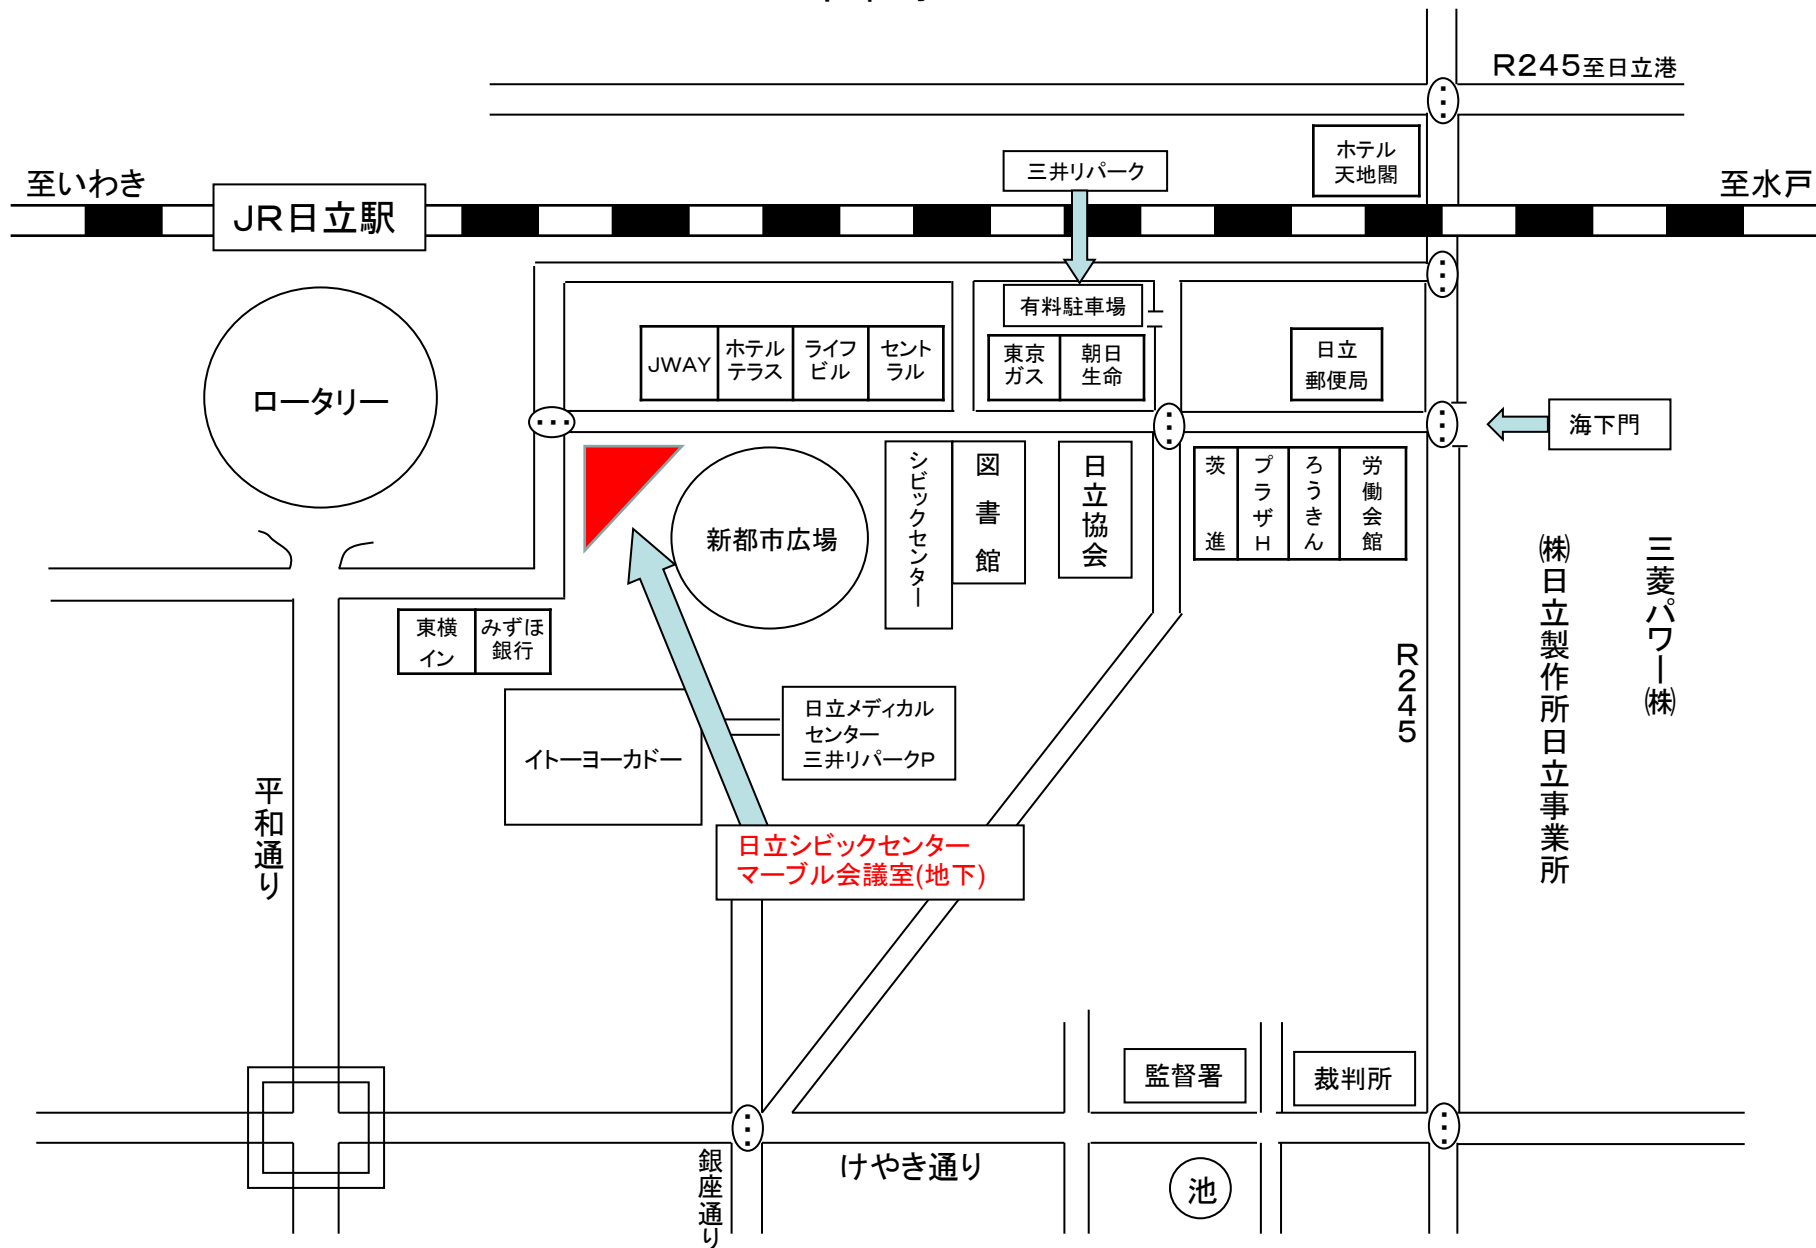 R245至日立港
ホテル
天地閣
三井リパーク
至いわき
至水戸
JR日立駅
有料駐車場
JWAY
ホテル
テラス
ライフ
ビル
セント
ラル
東京
ガス
朝日
生命
日立
郵便局
ロータリー
海下門
シビックセンター
図書館
日立協会
茨進
プラザH
ろうきん
労働会館
新都市広場
㈱日立製作所日立事業所
三菱パワー㈱
東横
イン
みずほ
銀行
R245
日立メディカル
センター
三井リパークP
イトーヨーカドー
平和通り
日立シビックセンター
マーブル会議室(地下)
監督署
裁判所
けやき通り
銀座通り
池